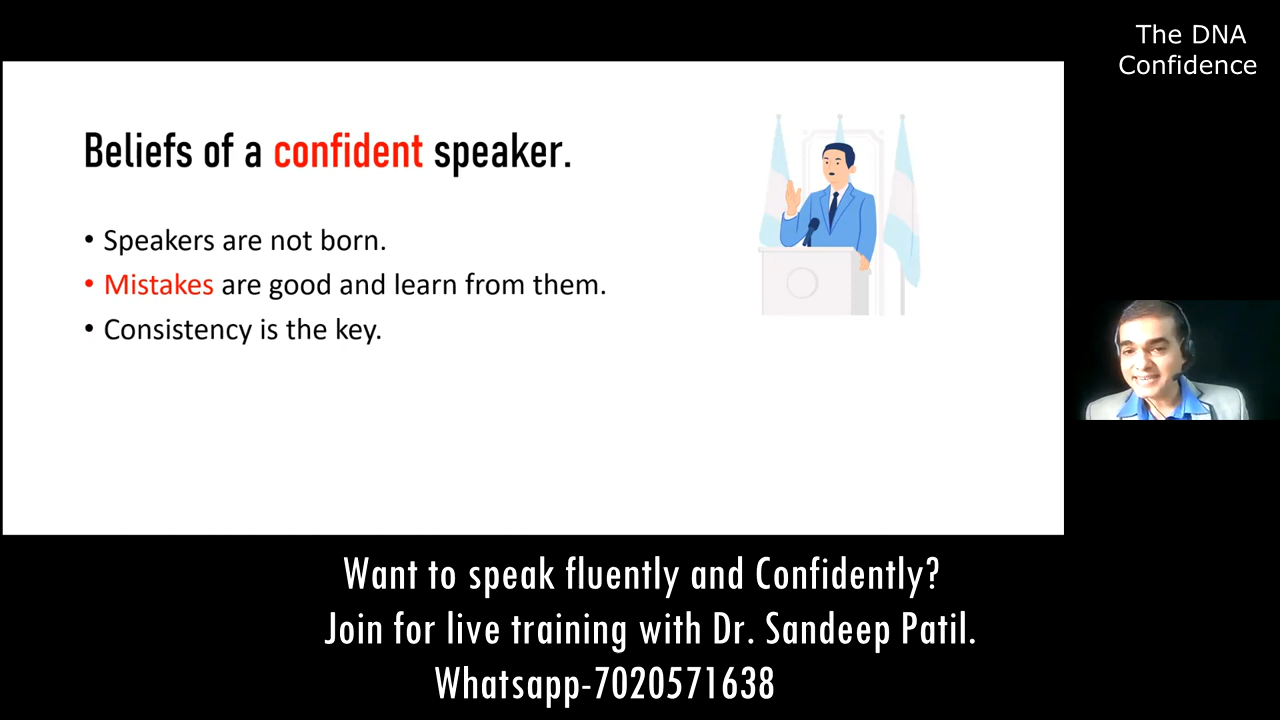 The DNA
Confidence
Beliefs of a confident speaker.
• Speakers are not born.
• Mistakes are good and learn from them.
• Consistency is the key.
Want to speak fluently and Confidently?
Join for live training with Dr. Sandeep Patil.
Whatsapp-7020571638